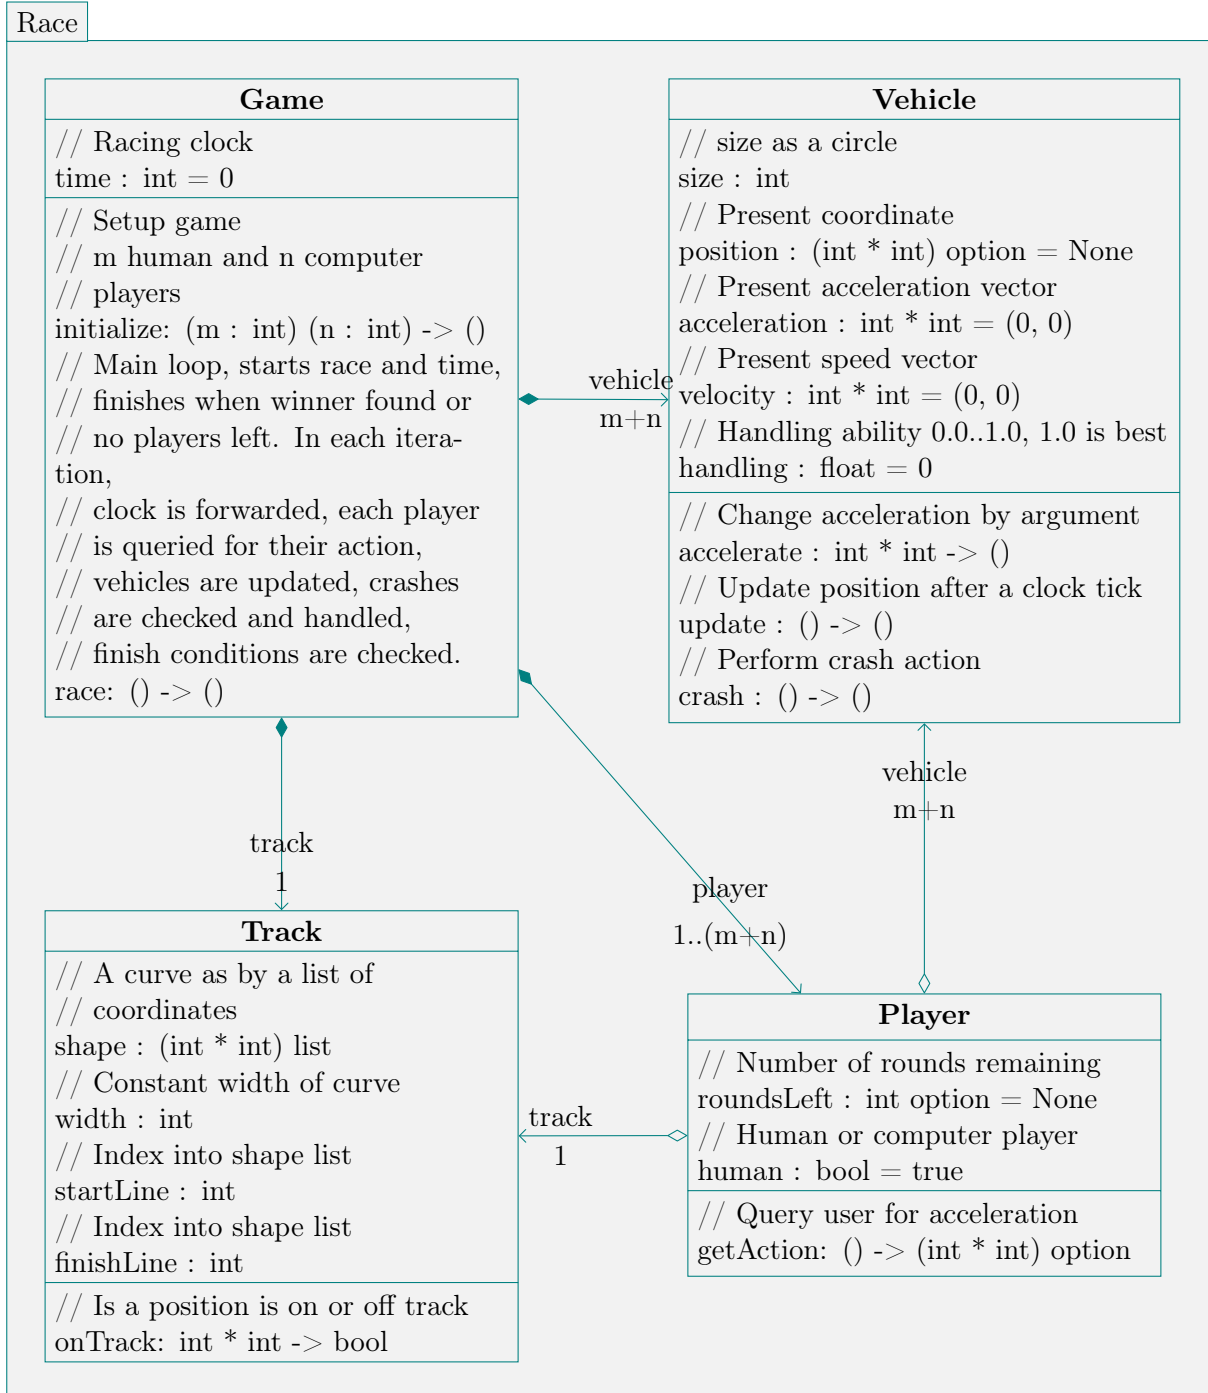 Race
Game
// Racing clock
time : int = 0
// Setup game
// m human and n computer
// players
initialize: (m : int) (n : int) -> ()
// Main loop, starts race and time,
// finishes when winner found or
// no players left. In each itera-
tion,
// clock is forwarded, each player
// is queried for their action,
// vehicles are updated, crashes
// are checked and handled,
// finish conditions are checked.
race: () -> ()
vehicle
m+n
Vehicle
// size as a circle
size : int
// Present coordinate
position : (int * int) option = None
// Present acceleration vector
acceleration : int * int = (0, 0)
// Present speed vector
velocity : int * int = (0, 0)
// Handling ability 0.0..1.0, 1.0 is best
handling : float = 0
// Change acceleration by argument
accelerate : int * int -> ()
// Update position after a clock tick
update : () -> ()
// Perform crash action
crash : () -> ()
track
1
player
1..(m+n)
vehicle
m+n
Track
// A curve as by a list of
// coordinates
shape : (int * int) list
// Constant width of curve
width : int
// Index into shape list
startLine : int
// Index into shape list
finishLine : int
// Is a position is on or off track
onTrack: int * int -> bool
track
1
Player
// Number of rounds remaining
roundsLeft : int option = None
// Human or computer player
human : bool = true
// Query user for acceleration
getAction: () -> (int * int) option